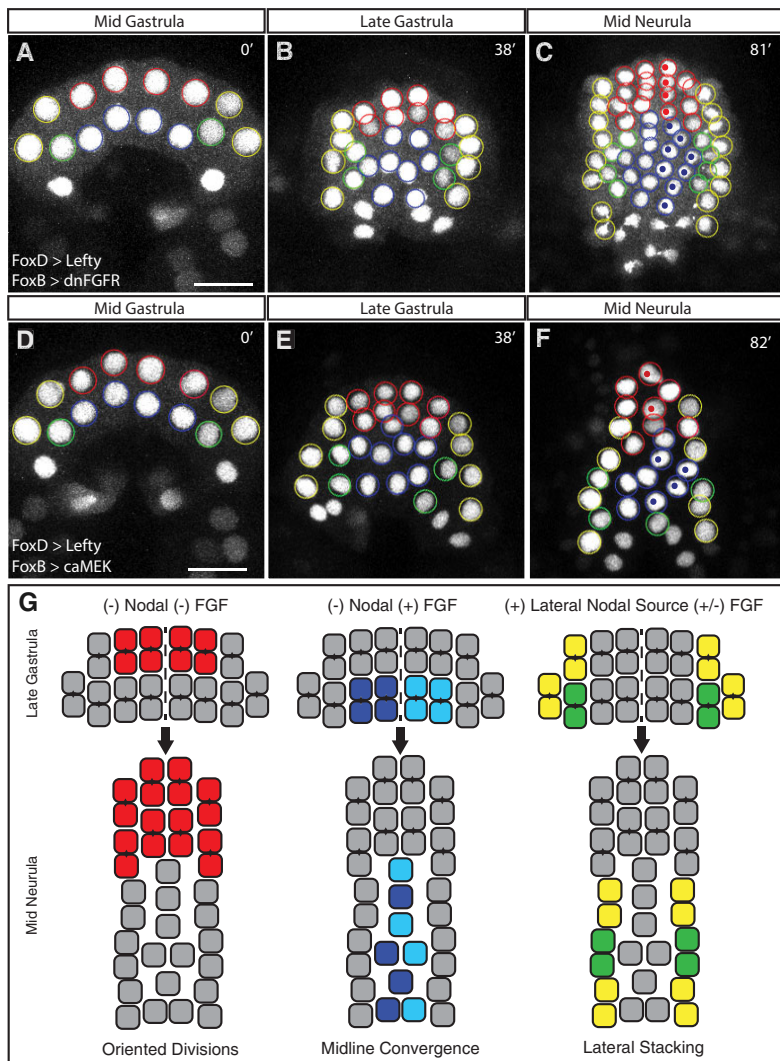 Mid Gastrula
Late Gastrula
Mid Neurula
A
0'
B
38'
C
81'
FoxD > Lefty
FoxB > dnFGFR
Mid Gastrula
Late Gastrula
Mid Neurula
D
0'
E
38'
F
82'
FoxD > Lefty
FoxB > caMEK
G
(-) Nodal (-) FGF
(-) Nodal (+) FGF
(+) Lateral Nodal Source (+/-) FGF
Late Gastrula
Mid Neurula
Oriented Divisions
Midline Convergence
Lateral Stacking